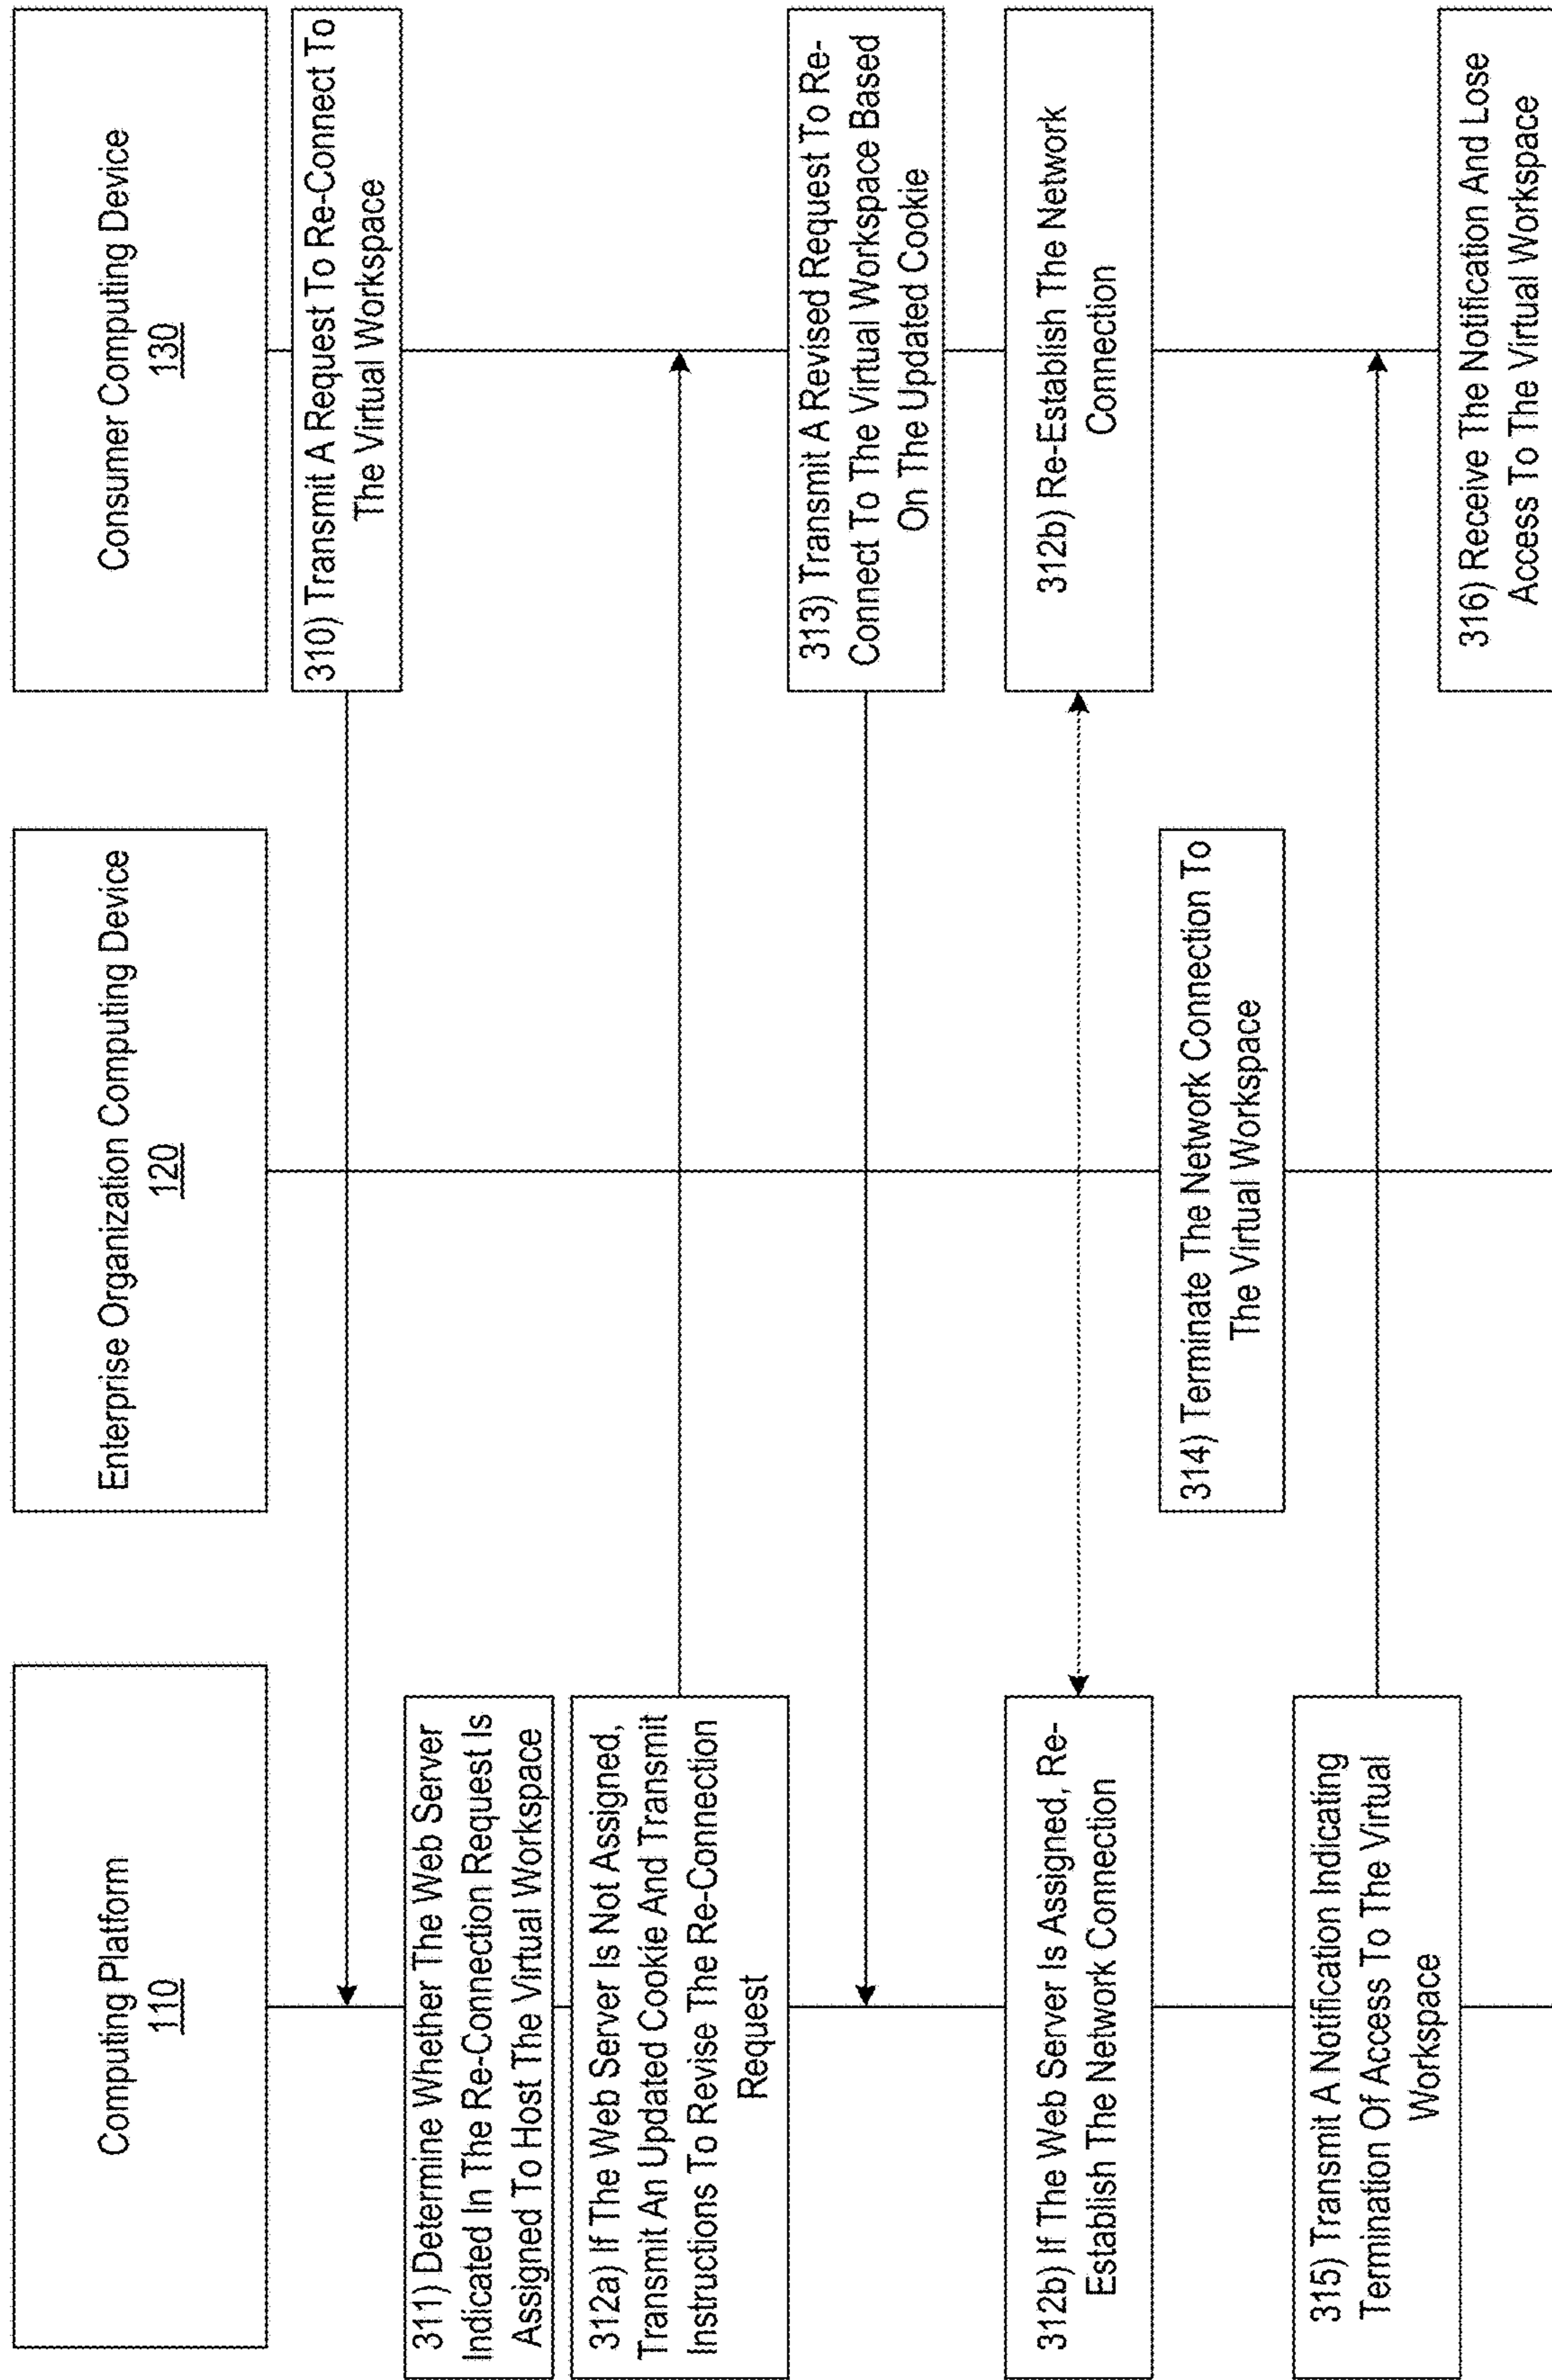 Computing Platform
110
Enterprise Organization Computing Device
120
Consumer Computing Device
130
310) Transmit A Request To Re-Connect To
The Virtual Workspace
311) Determine Whether The Web Server
Indicated In The Re-Connection Request Is
Assigned To Host The Virtual Workspace
312a) If The Web Server Is Not Assigned,
Transmit An Updated Cookie And Transmit
Instructions To Revise The Re-Connection
Request
313) Transmit A Revised Request To Re-
Connect To The Virtual Workspace Based
On The Updated Cookie
312b) If The Web Server Is Assigned, Re-
Establish The Network Connection
312b) Re-Establish The Network
Connection
314) Terminate The Network Connection To
The Virtual Workspace
315) Transmit A Notification Indicating
Termination Of Access To The Virtual
Workspace
316) Receive The Notification And Lose
Access To The Virtual Workspace